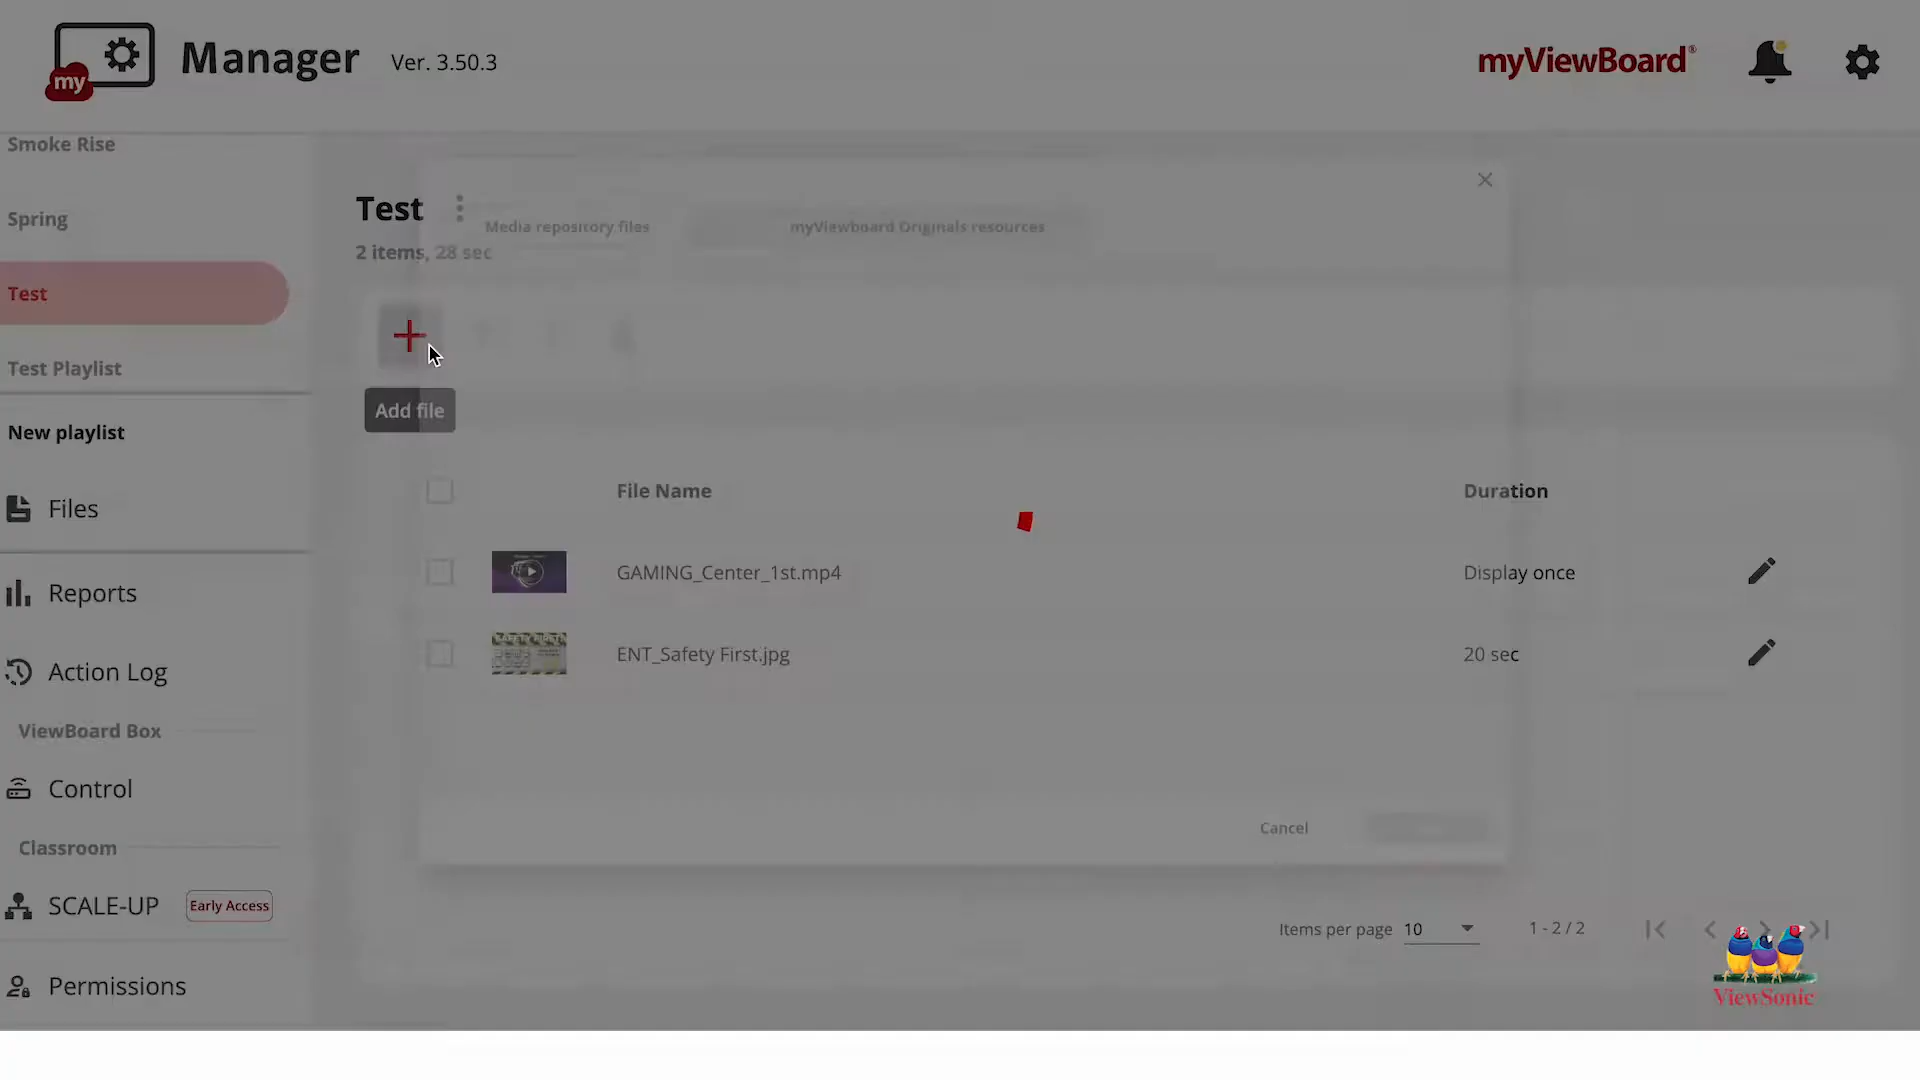 my
Manager
Ver. 3.50.3
myViewBoard®
Smoke Rise
Spring
Test
Test Playlist
New playlist
Files
Reports
Action Log
ViewBoard Box
Control
Classroom
SCALE-UP
Early Access
Permissions
Test
2 items, 28 sec
Media repository files
myViewboard Originals resources
Add file
File Name
Duration
GAMING_Center_1st.mp4
Display once
ENT_Safety First.jpg
20 sec
Cancel
Items per page
10
1 - 2 / 2
ViewSonic